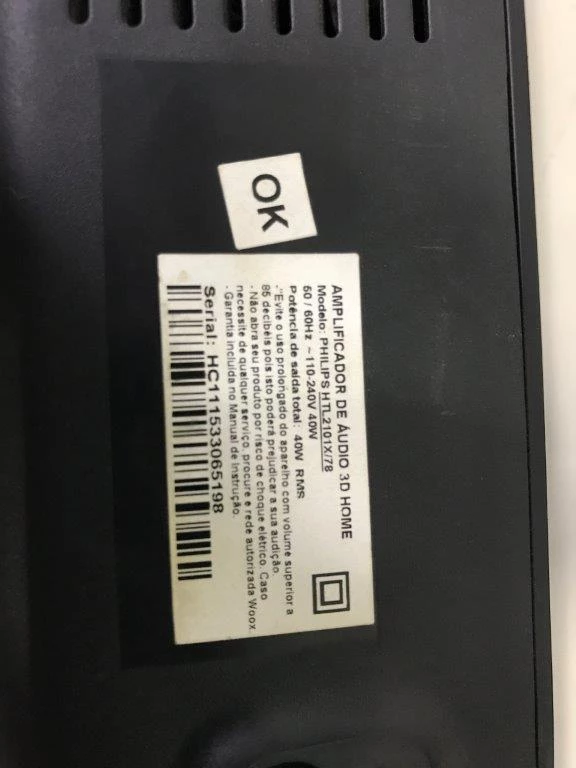 OK
AMPLIFICADOR DE ÁUDIO 3D HOME
Modelo: PHILIPS HTL2101X/78
50 / 60Hz ~ 110-240V 40W
Potência de saída total: 40W RMS
-"Evite o uso prolongado do aparelho com volume superior a
85 decibéis pois isto poderá prejudicar a sua audição.
- Não abra seu produto por risco de choque elétrico. Caso
necessite de qualquer serviço, procure e rede autorizada Woox.
- Garantia incluída no Manual de Instrução.
Serial: HC111533065198